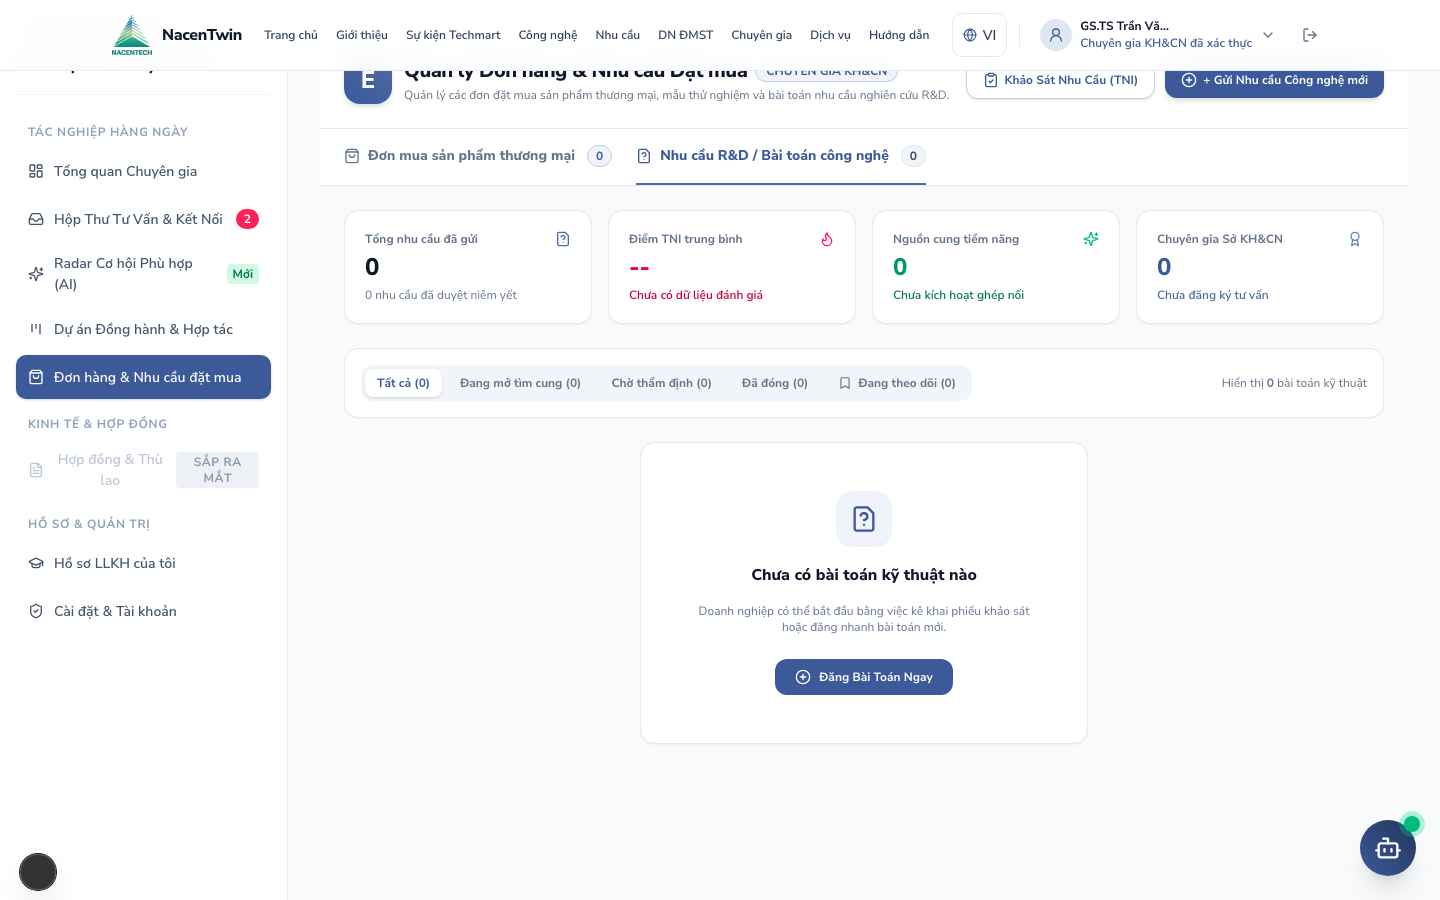 NACENTECH
NacenTwin
Trang chủ
Giới thiệu
Sự kiện Techmart
Công nghệ
Nhu cầu
DN ĐMST
Chuyên gia
Dịch vụ
Hướng dẫn
VI
GS.TS Trần Vă...
Chuyên gia KH&CN đã xác thực
TÁC NGHIỆP HÀNG NGÀY
Tổng quan Chuyên gia
Hộp Thư Tư Vấn & Kết Nối 2
Radar Cơ hội Phù hợp
(AI)
Mới
Dự án Đồng hành & Hợp tác
Đơn hàng & Nhu cầu đặt mua
KINH TẾ & HỢP ĐỒNG
Hợp đồng & Thù
lao
SẮP RA
MẮT
HỒ SƠ & QUẢN TRỊ
Hồ sơ LLKH của tôi
Cài đặt & Tài khoản
E
Quản lý Đơn hàng & Nhu cầu Đặt mua
CHUYÊN GIA KH&CN
Quản lý các đơn đặt mua sản phẩm thương mại, mẫu thử nghiệm và bài toán nhu cầu nghiên cứu R&D.
Khảo Sát Nhu Cầu (TNI)
+ Gửi Nhu cầu Công nghệ mới
Đơn mua sản phẩm thương mại 0
Nhu cầu R&D / Bài toán công nghệ 0
Tổng nhu cầu đã gửi
0
0 nhu cầu đã duyệt niêm yết
Điểm TNI trung bình
--
Chưa có dữ liệu đánh giá
Nguồn cung tiềm năng
0
Chưa kích hoạt ghép nối
Chuyên gia Sở KH&CN
0
Chưa đăng ký tư vấn
Tất cả (0)
Đang mở tìm cung (0)
Chờ thẩm định (0)
Đã đóng (0)
Đang theo dõi (0)
Hiển thị 0 bài toán kỹ thuật
Chưa có bài toán kỹ thuật nào
Doanh nghiệp có thể bắt đầu bằng việc kê khai phiếu khảo sát
hoặc đăng nhanh bài toán mới.
Đăng Bài Toán Ngay